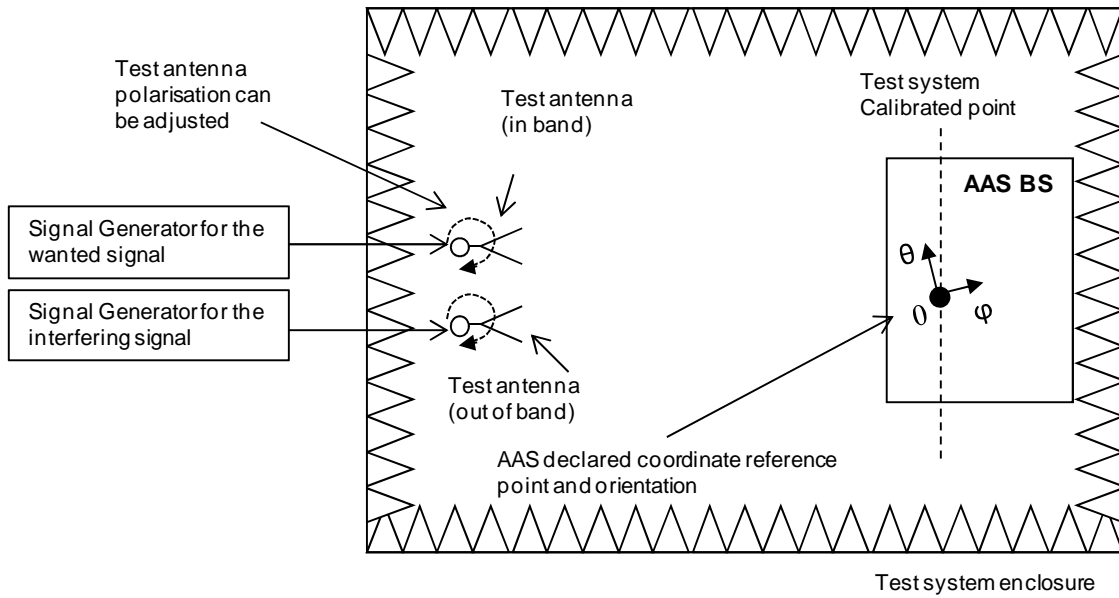 Test antenna
polarisation can
be adjusted
Test antenna
(in band)
Test system
Calibrated point
AAS BS
Signal Generator for the
wanted signal
θ
0
φ
Signal Generator for the
interfering signal
Test antenna
(out of band)
AAS declared coordinate reference
point and orientation
Test system enclosure